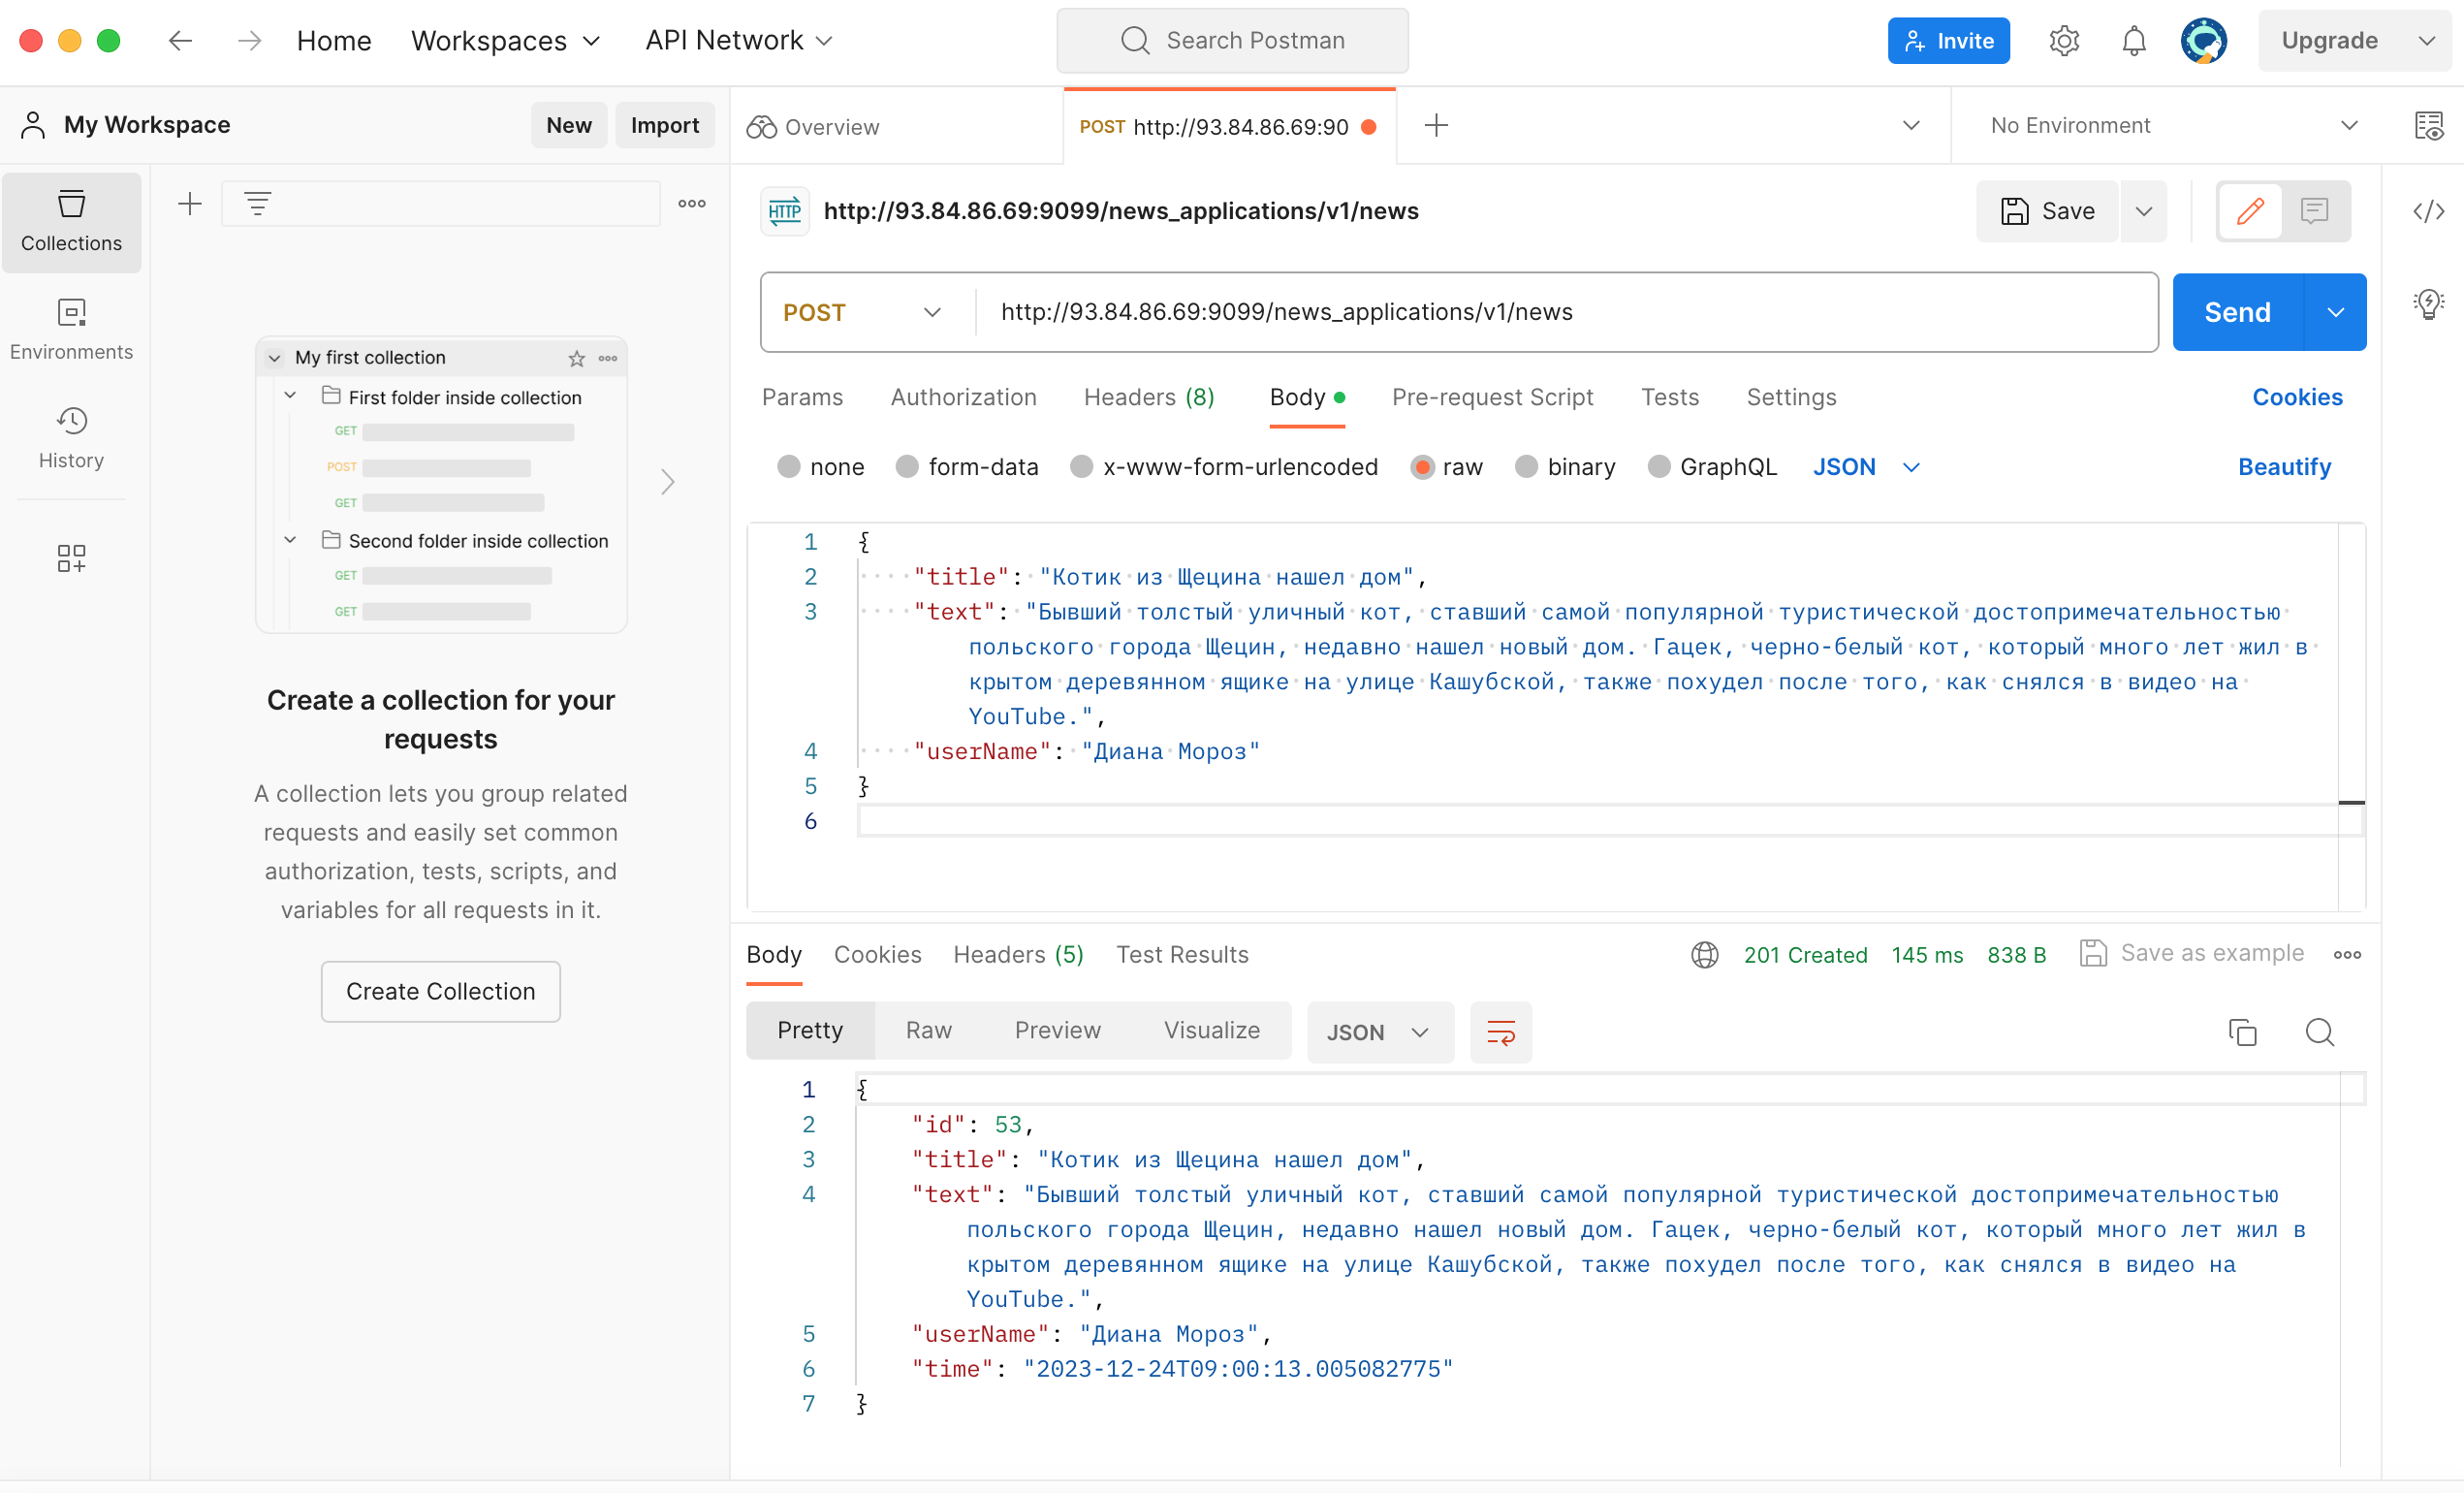 Home Workspaces API Network Search Postman Invite Upgrade
My Workspace New Import Overview POST http://93.84.86.69:90 No Environment
Collections
Environments
History
My first collection
First folder inside collection
GET
POST
GET
Second folder inside collection
GET
GET
Create a collection for your
requests
A collection lets you group related
requests and easily set common
authorization, tests, scripts, and
variables for all requests in it.
Create Collection
HTTP http://93.84.86.69:9099/news_applications/v1/news Save
POST http://93.84.86.69:9099/news_applications/v1/news Send
Params Authorization Headers (8) Body Pre-request Script Tests Settings Cookies
none form-data x-www-form-urlencoded raw binary GraphQL JSON Beautify
1 {
2 "title": "Котик из Щецина нашел дом",
3 "text": "Бывший толстый уличный кот, ставший самой популярной туристической достопримечательностью
польского города Щецин, недавно нашел новый дом. Гацек, черно-белый кот, который много лет жил в
крытом деревянном ящике на улице Кашубской, также похудел после того, как снялся в видео на
YouTube.",
4 "userName": "Диана Мороз"
5 }
6
Body Cookies Headers (5) Test Results 201 Created 145 ms 838 B Save as example
Pretty Raw Preview Visualize JSON
1 {
2 "id": 53,
3 "title": "Котик из Щецина нашел дом",
4 "text": "Бывший толстый уличный кот, ставший самой популярной туристической достопримечательностью
польского города Щецин, недавно нашел новый дом. Гацек, черно-белый кот, который много лет жил в
крытом деревянном ящике на улице Кашубской, также похудел после того, как снялся в видео на
YouTube.",
5 "userName": "Диана Мороз",
6 "time": "2023-12-24T09:00:13.005082775"
7 }